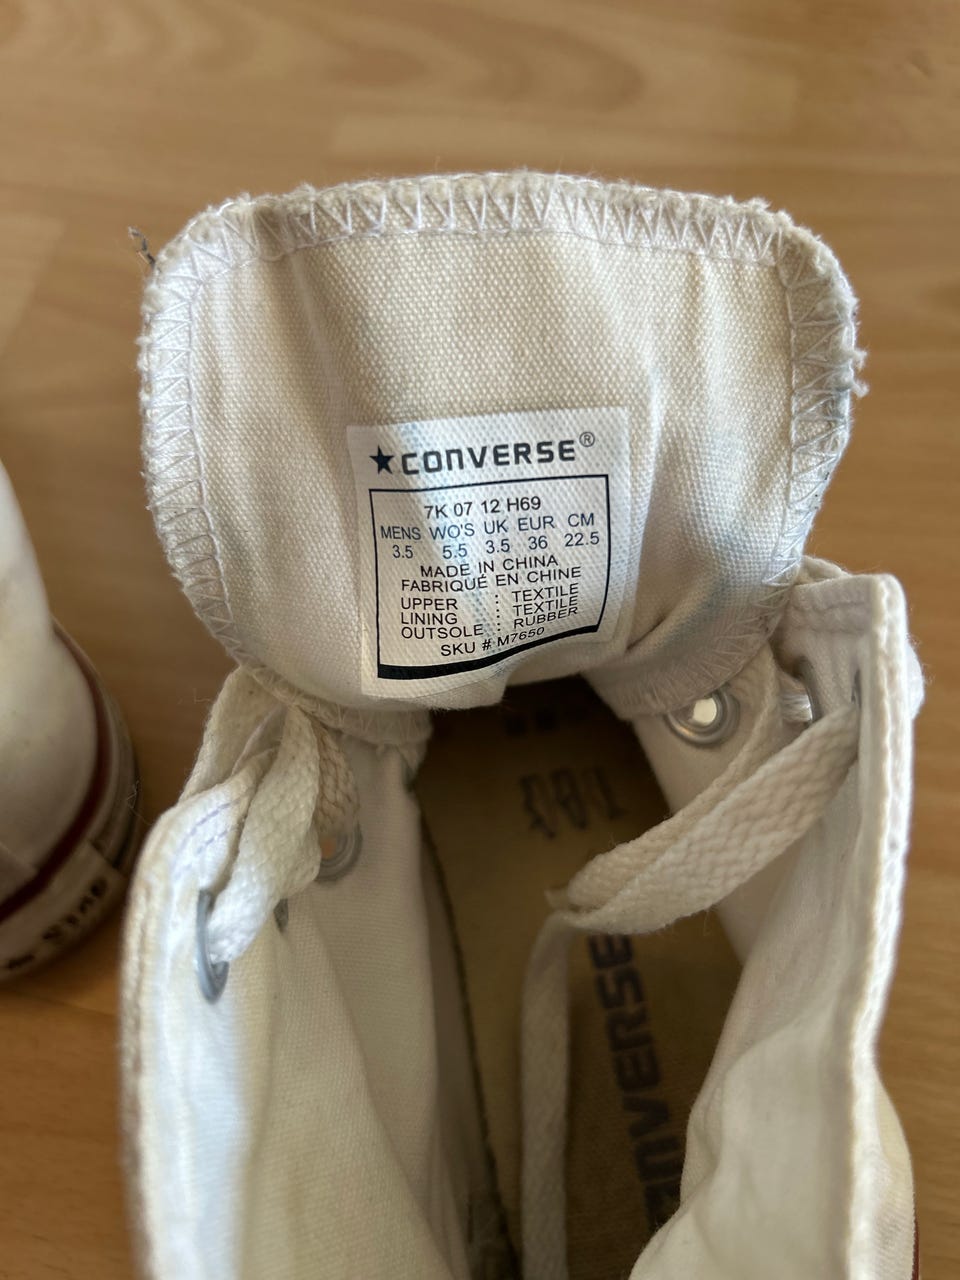 ★CONVERSE®
7K 07 12 H69
MENS WO'S UK EUR CM
3.5 5.5 3.5 36 22.5
MADE IN CHINA
FABRIQUÉ EN CHINE
UPPER : TEXTILE
LINING : TEXTILE
OUTSOLE : RUBBER
SKU # M7650
CONVERSE